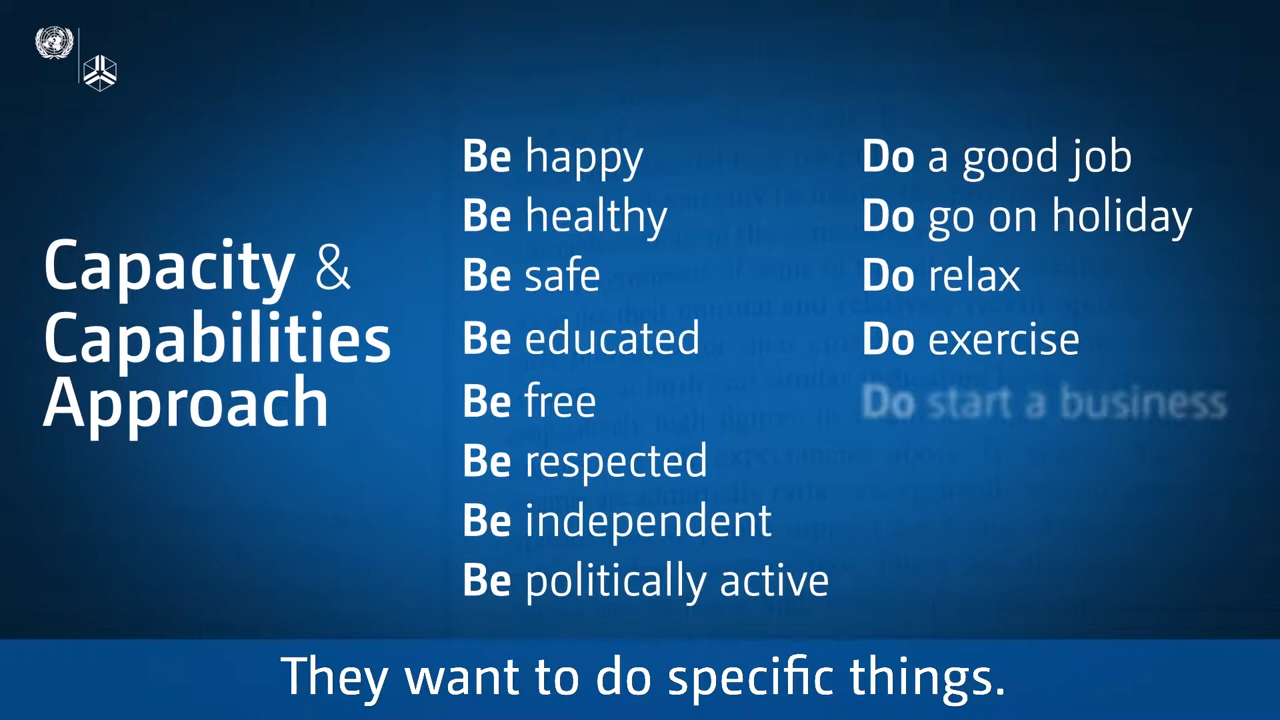 Capacity &
Capabilities
Approach
Be happy
Be healthy
Be safe
Be educated
Be free
Be respected
Be independent
Be politically active
Do a good job
Do go on holiday
Do relax
Do exercise
Do start a business
They want to do specific things.